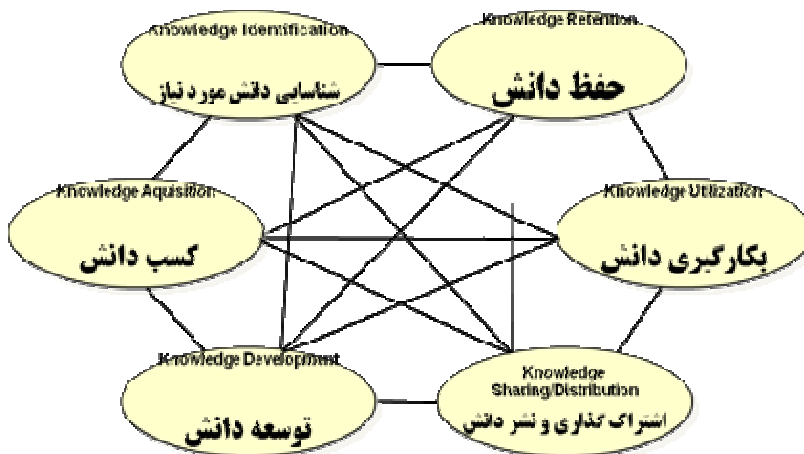 Knowledge Identification
شناسایی دانش مورد نیاز
Knowledge Retention
حفظ دانش
Knowledge Aquisition
کسب دانش
Knowledge Utilization
بکارگیری دانش
Knowledge Development
توسعه دانش
Knowledge
Sharing/Distribution
اشتراک گذاری و نشر دانش